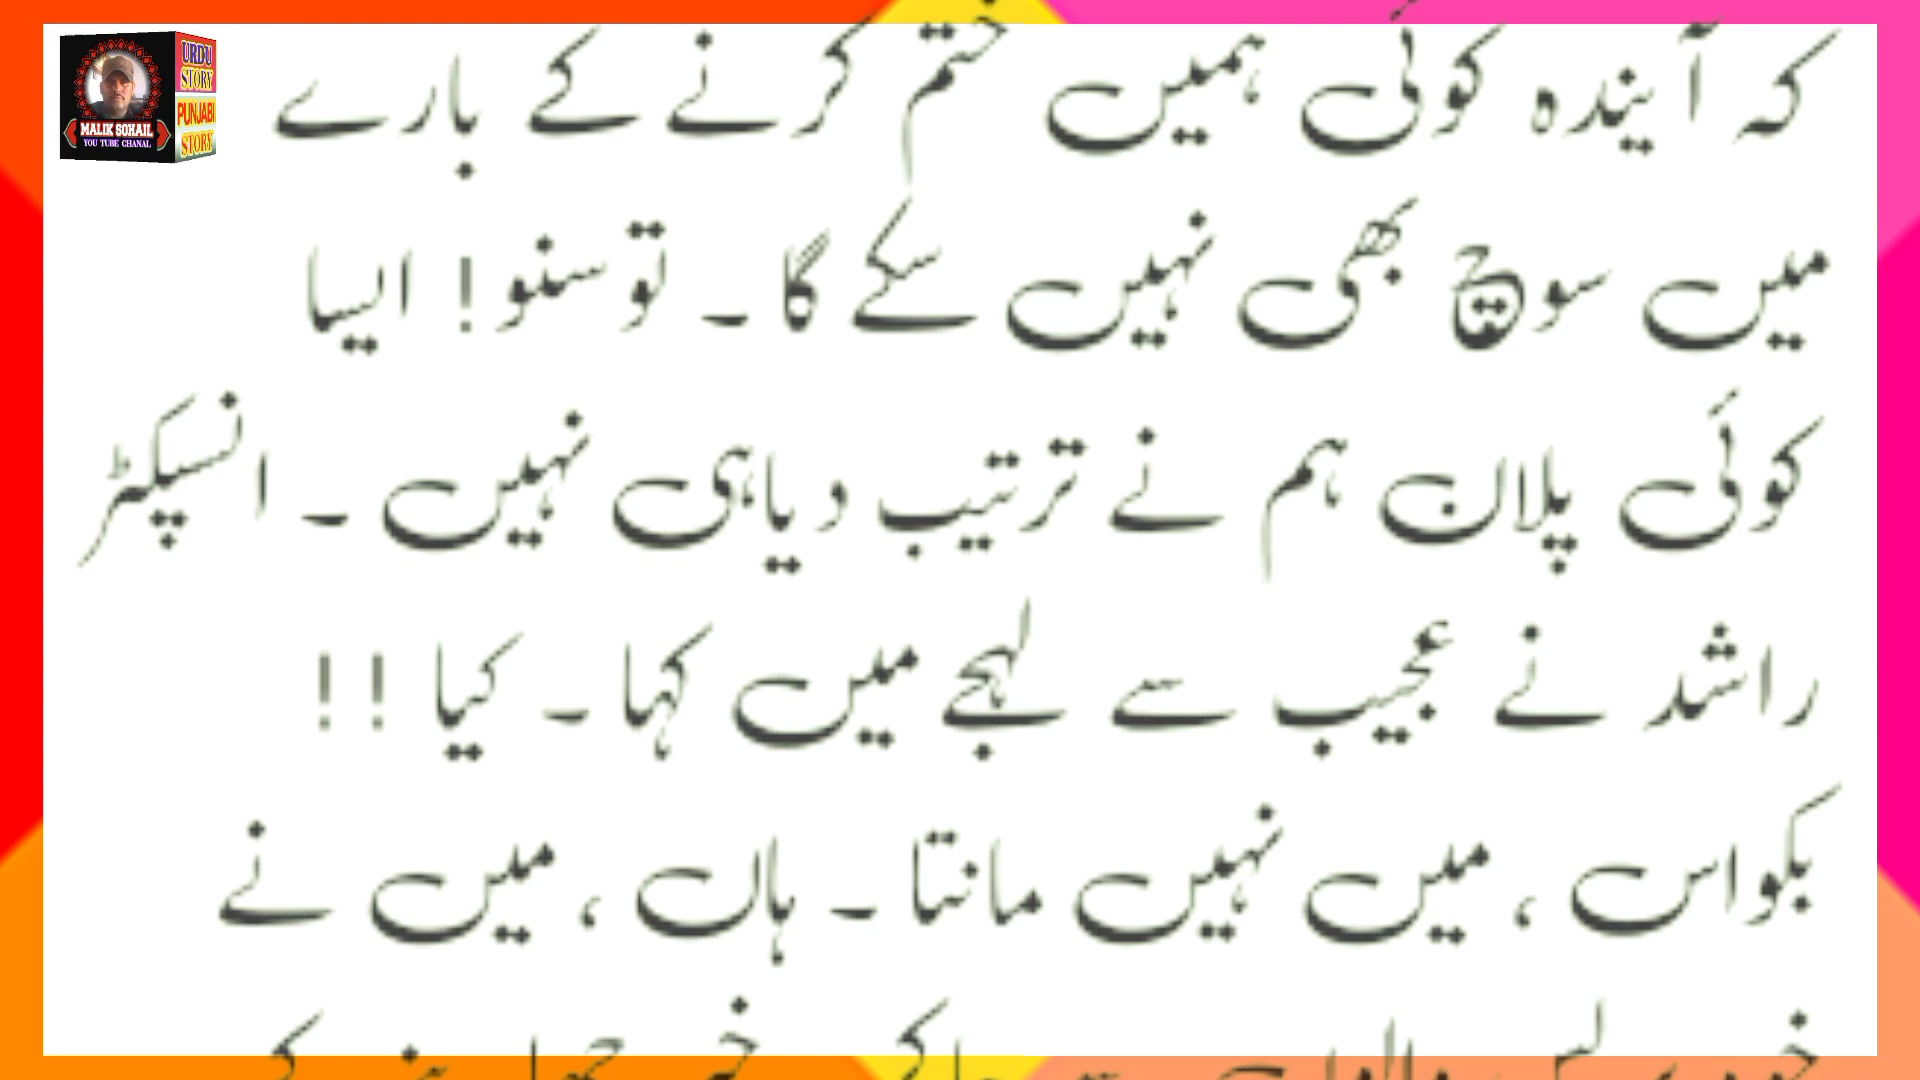 URDU
STORY
PUNJABI
STORY
MALIK SOHAIL
YOU TUBE CHANAL
کہ آیندہ کوئی ہمیں ختم کرنے کے بارے
میں سوچ بھی نہیں سکے گا ۔ تو سنو ! ایسا
کوئی پلان ہم نے ترتیب دیا ہی نہیں ۔ انسپکٹر
راشد نے عجیب سے لہجے میں کہا ۔ کیا ! !
بکواس ، میں نہیں مانتا ۔ ہاں ، میں نے